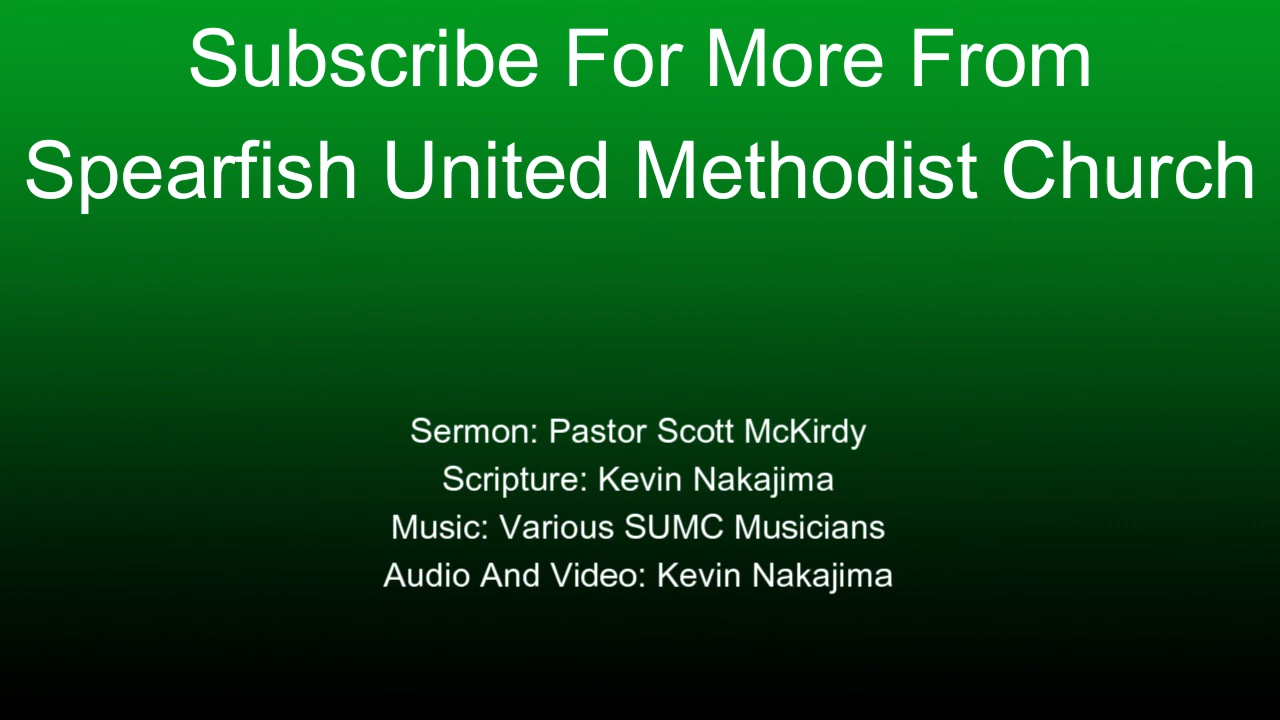 Subscribe For More From
Spearfish United Methodist Church
Sermon: Pastor Scott McKirdy
Scripture: Kevin Nakajima
Music: Various SUMC Musicians
Audio And Video: Kevin Nakajima